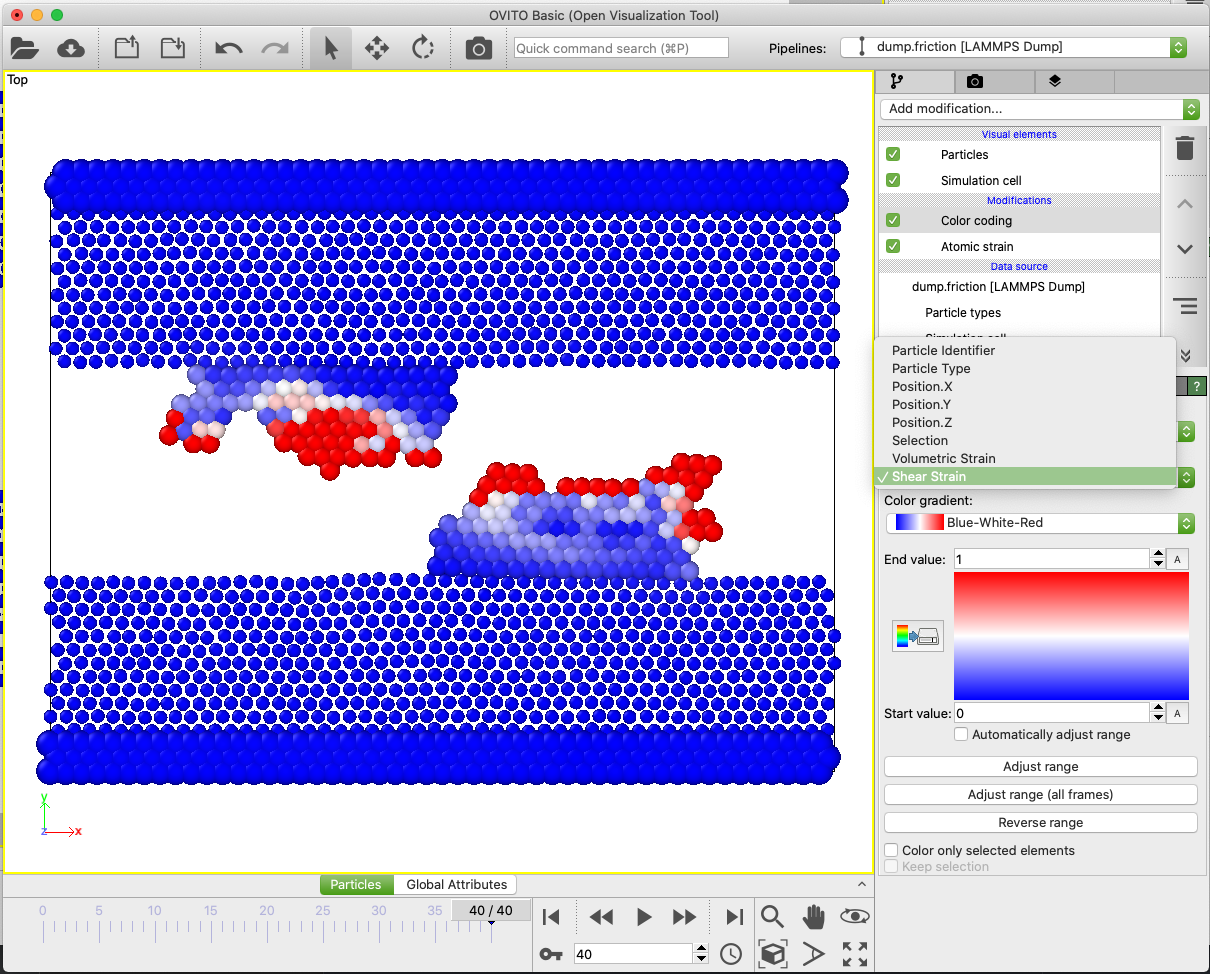 OVITO Basic (Open Visualization Tool)
Quick command search (⌘P)
Pipelines:
dump.friction [LAMMPS Dump]
Top
Add modification...
Visual elements
Particles
Simulation cell
Modifications
Color coding
Atomic strain
Data source
dump.friction [LAMMPS Dump]
Particle types
Simulation cell
?
Particle Identifier
Particle Type
Position.X
Position.Y
Position.Z
Selection
Volumetric Strain
✓ Shear Strain
Color gradient:
Blue-White-Red
End value: 1 A
Start value: 0 A
Automatically adjust range
Adjust range
Adjust range (all frames)
Reverse range
Color only selected elements
Keep selection
y
z x
Particles Global Attributes
0 5 10 15 20 25 30 35 40 / 40
40